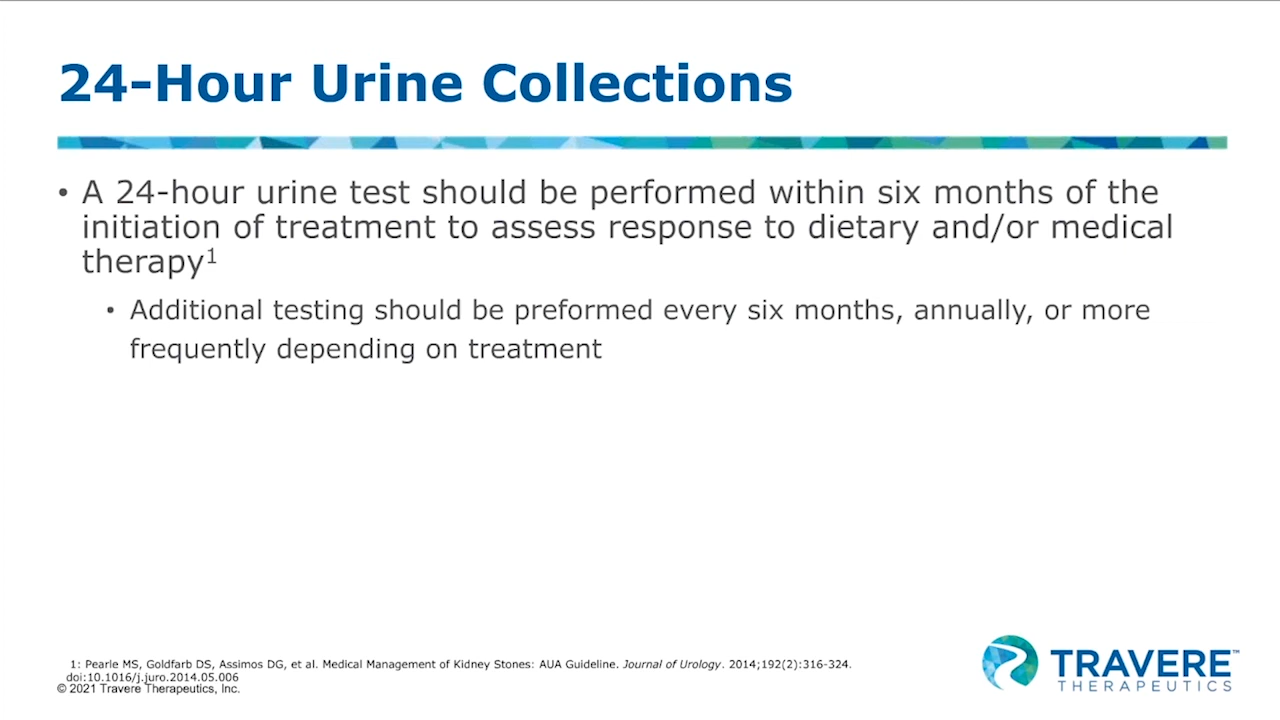 24-Hour Urine Collections
• A 24-hour urine test should be performed within six months of the
initiation of treatment to assess response to dietary and/or medical
therapy1
• Additional testing should be preformed every six months, annually, or more
frequently depending on treatment
1: Pearle MS, Goldfarb DS, Assimos DG, et al. Medical Management of Kidney Stones: AUA Guideline. Journal of Urology. 2014;192(2):316-324.
doi:10.1016/j.juro.2014.05.006
© 2021 Travere Therapeutics, Inc.
TRAVERE™
THERAPEUTICS